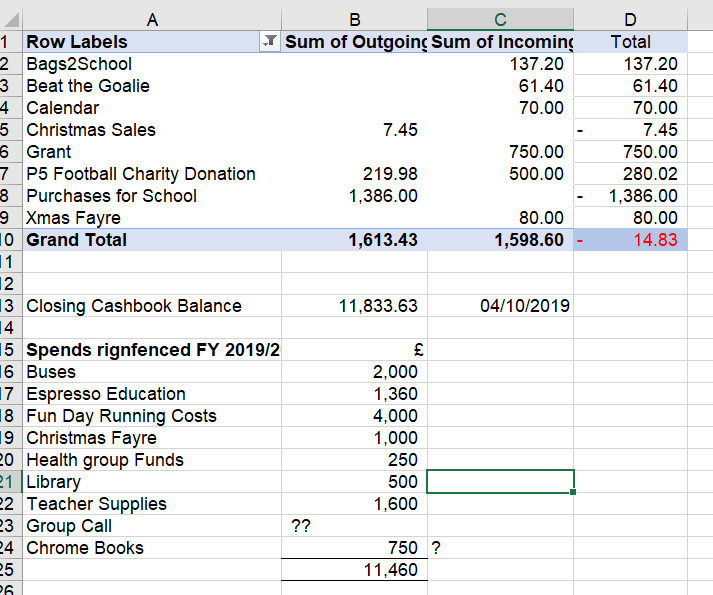 A B C D
1 Row Labels Sum of Outgoing Sum of Incoming Total
2 Bags2School 137.20 137.20
3 Beat the Goalie 61.40 61.40
4 Calendar 70.00 70.00
5 Christmas Sales 7.45 - 7.45
6 Grant 750.00 750.00
7 P5 Football Charity Donation 219.98 500.00 280.02
8 Purchases for School 1,386.00 - 1,386.00
9 Xmas Fayre 80.00 80.00
10 Grand Total 1,613.43 1,598.60 - 14.83
11
12
13 Closing Cashbook Balance 11,833.63 04/10/2019
14
15 Spends rignfenced FY 2019/2 £
16 Buses 2,000
17 Espresso Education 1,360
18 Fun Day Running Costs 4,000
19 Christmas Fayre 1,000
20 Health group Funds 250
21 Library 500
22 Teacher Supplies 1,600
23 Group Call ??
24 Chrome Books 750 ?
25 11,460
26